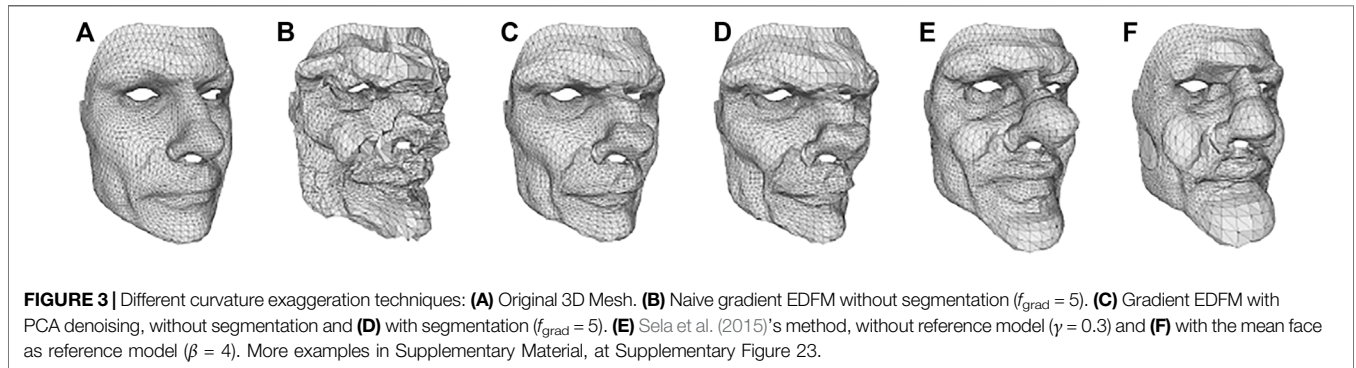 A B C D E F
FIGURE 3 | Different curvature exaggeration techniques: (A) Original 3D Mesh. (B) Naive gradient EDFM without segmentation (fgrad = 5). (C) Gradient EDFM with
PCA denoising, without segmentation and (D) with segmentation (fgrad = 5). (E) Sela et al. (2015)'s method, without reference model (γ = 0.3) and (F) with the mean face
as reference model (β = 4). More examples in Supplementary Material, at Supplementary Figure 23.